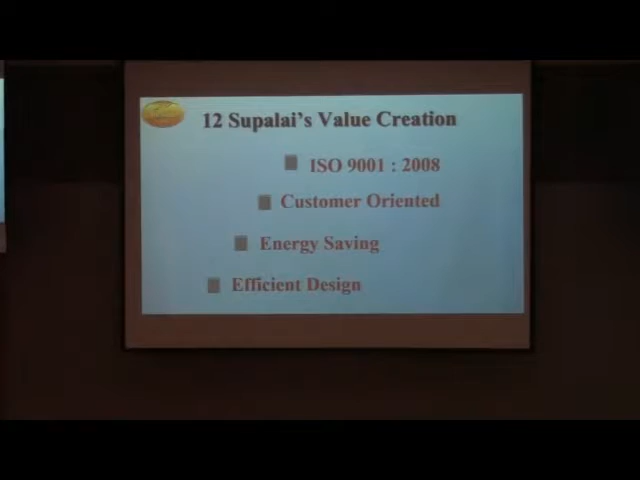 12 Supalai's Value Creation
ISO 9001 : 2008
Customer Oriented
Energy Saving
Efficient Design